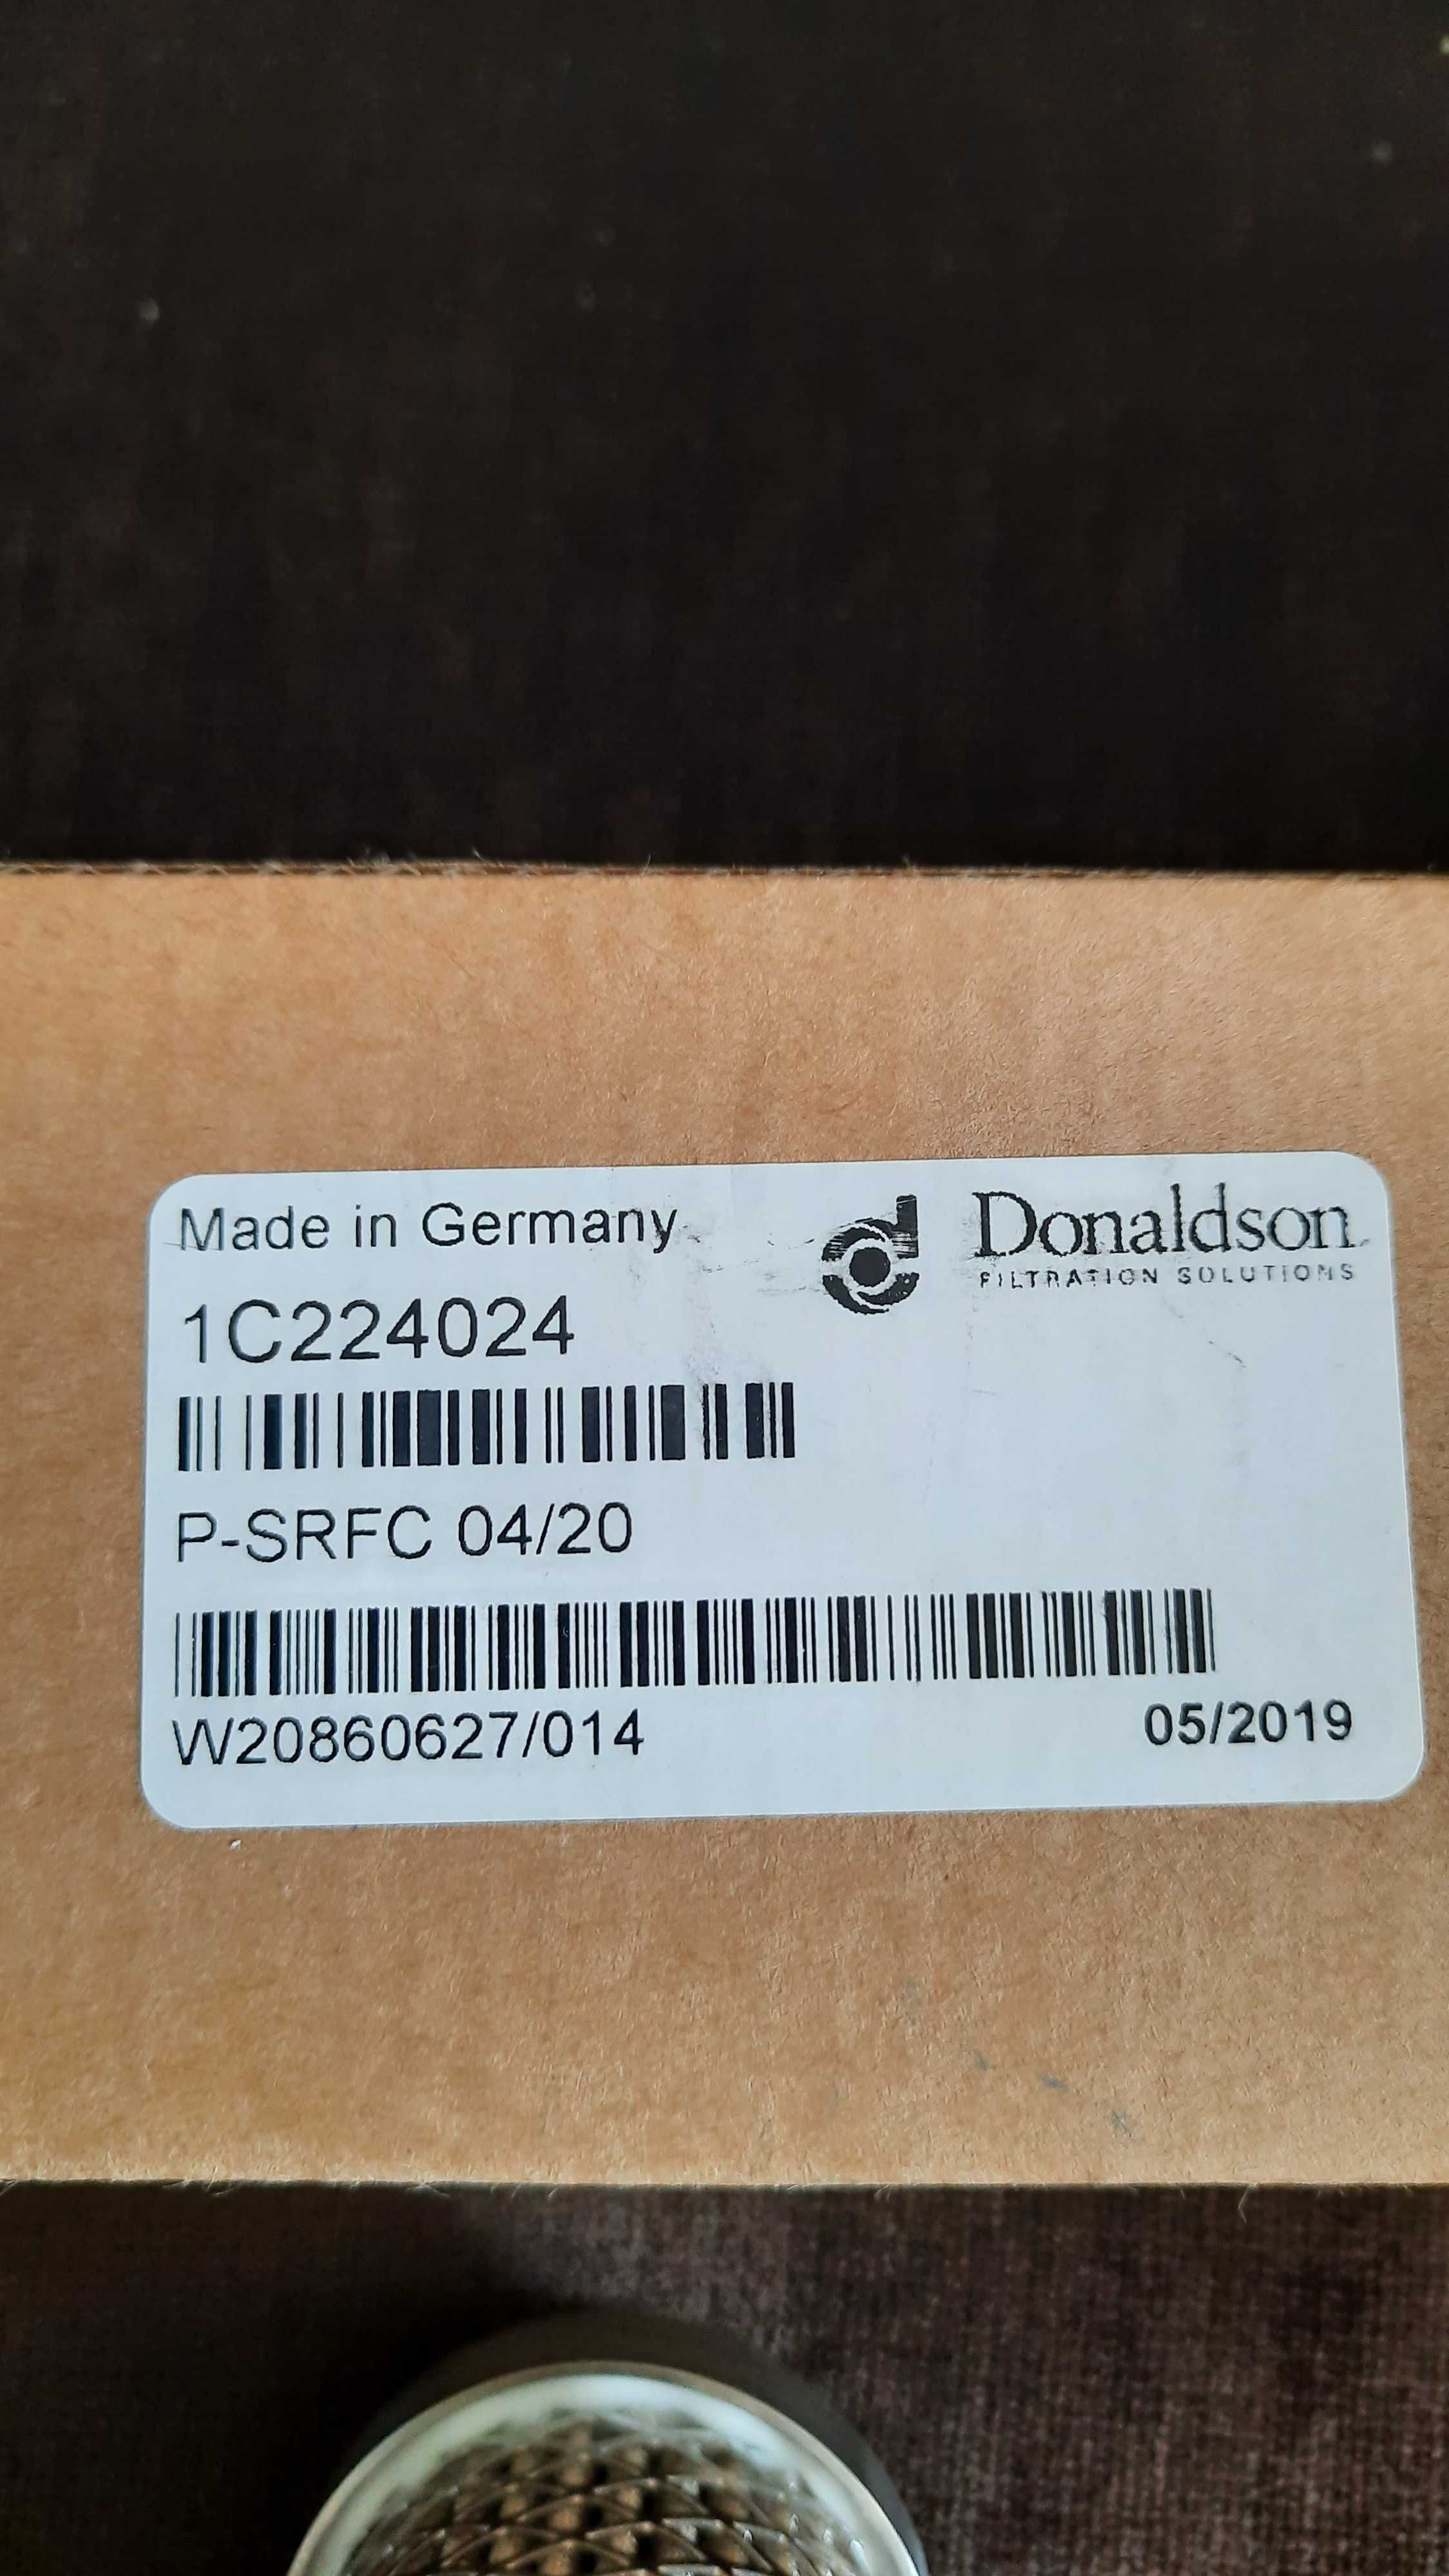 Made in Germany
Donaldson
FILTRATION SOLUTIONS
1C224024
P-SRFC 04/20
W20860627/014
05/2019